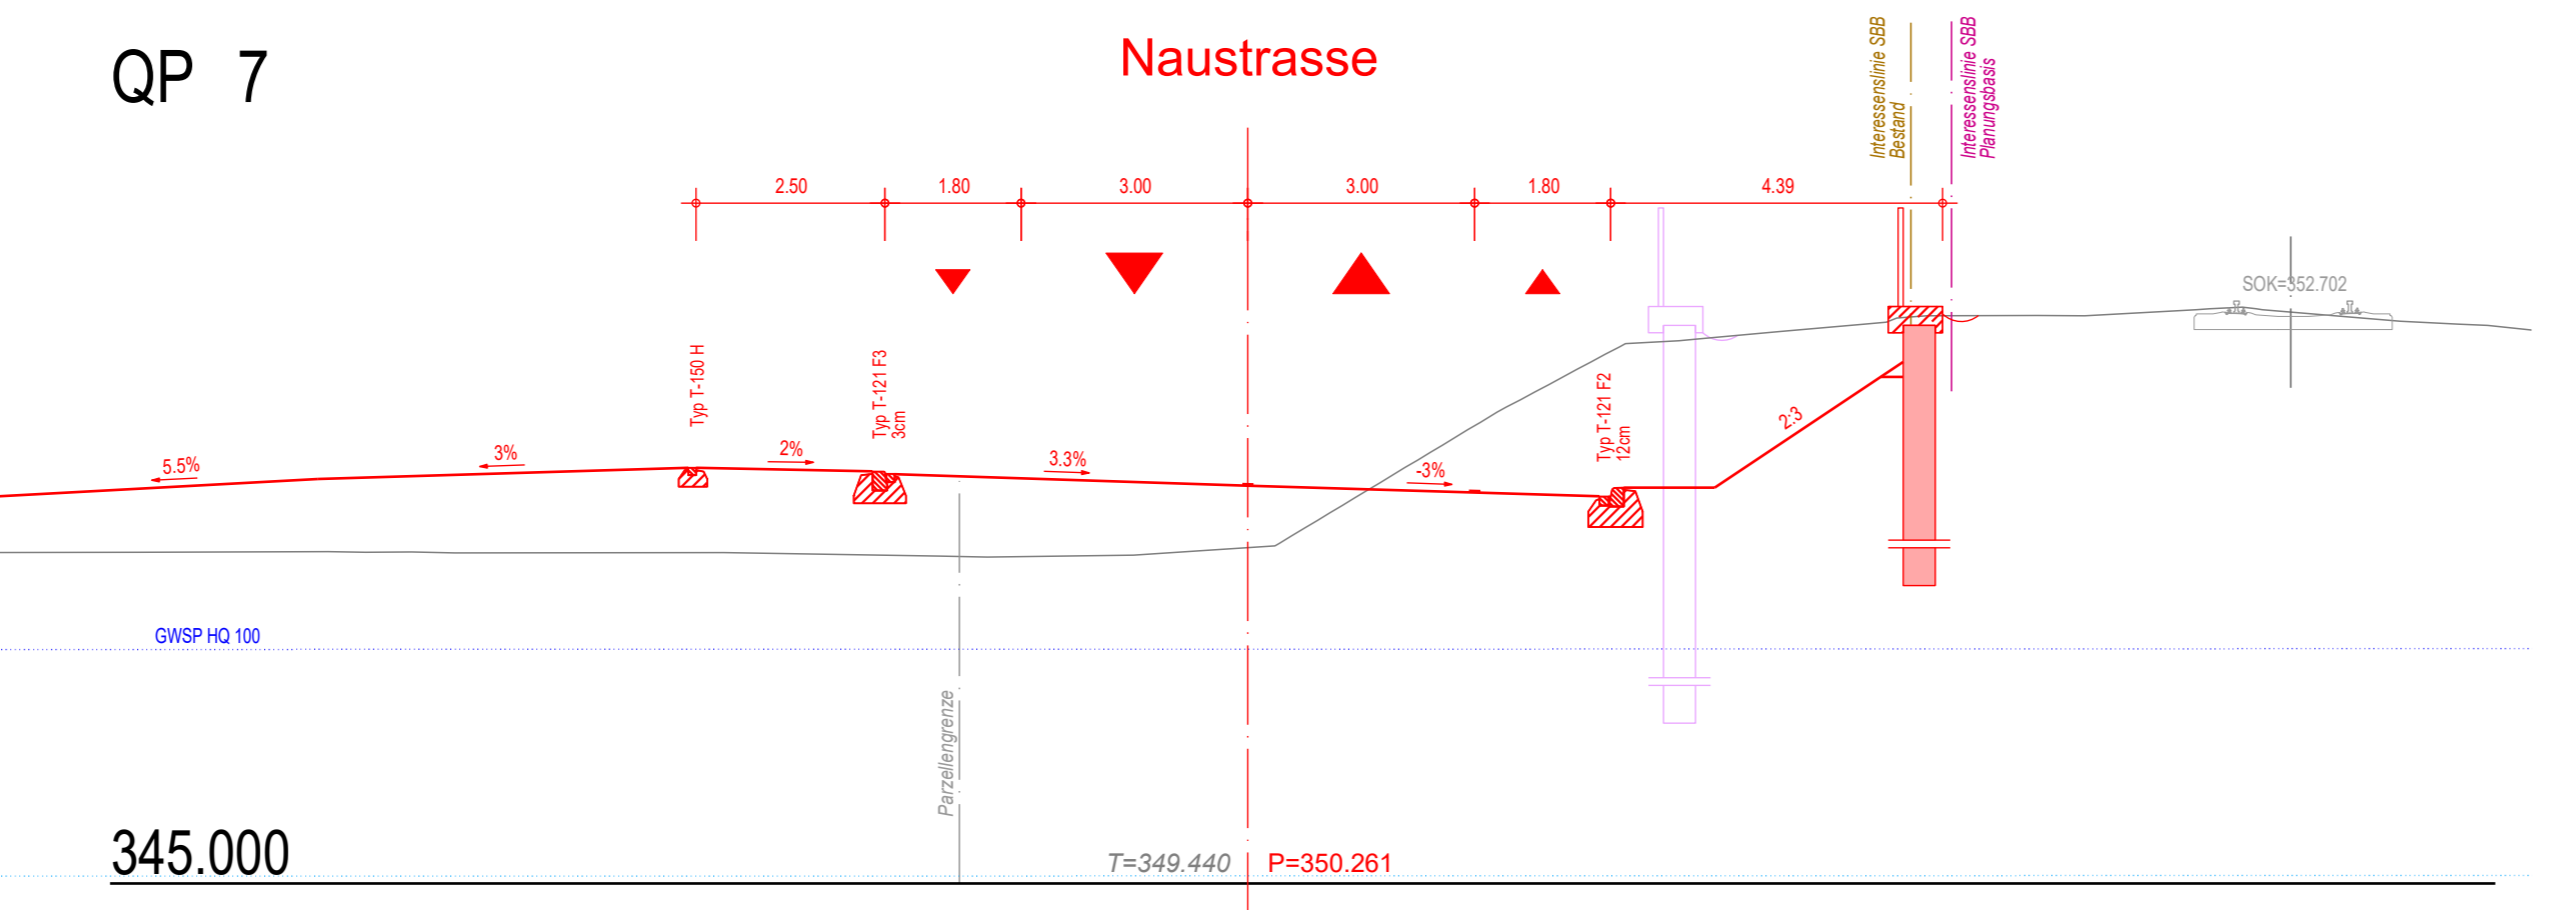 QP 7
Naustrasse
Interessenslinie SBB
Bestand
Interessenslinie SBB
Planungsbasis
2.50
1.80
3.00
3.00
1.80
4.39
SOK=352.702
Typ T-150 H
Typ T-121 F3
3cm
Typ T-121 F2
12cm
2:3
5.5%
3%
2%
3.3%
-3%
GWSP HQ 100
Parzellengrenze
345.000
T=349.440
P=350.261